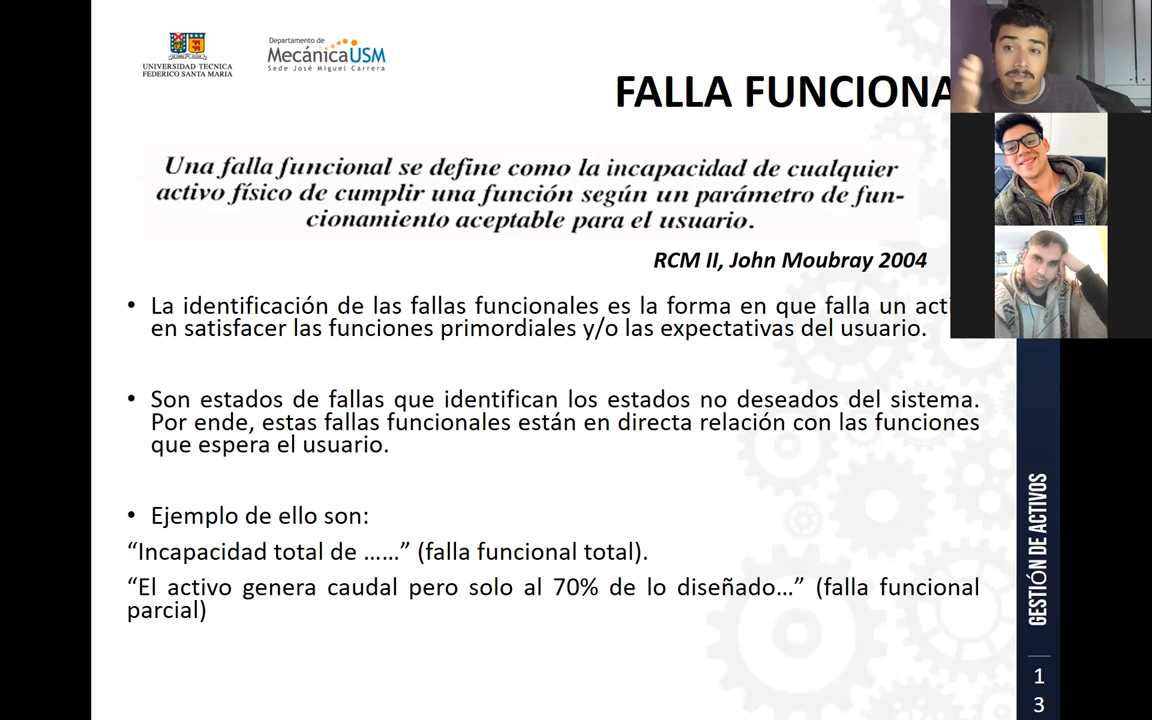 UNIVERSIDAD TECNICA
FEDERICO SANTA MARIA
Departamento de
MecánicaUSM
Sede José Miguel Carrera
FALLA FUNCIONA
Una falla funcional se define como la incapacidad de cualquier
activo físico de cumplir una función según un parámetro de fun-
cionamiento aceptable para el usuario.
RCM II, John Moubray 2004
• La identificación de las fallas funcionales es la forma en que falla un acti
en satisfacer las funciones primordiales y/o las expectativas del usuario.
• Son estados de fallas que identifican los estados no deseados del sistema.
Por ende, estas fallas funcionales están en directa relación con las funciones
que espera el usuario.
• Ejemplo de ello son:
“Incapacidad total de ……” (falla funcional total).
“El activo genera caudal pero solo al 70% de lo diseñado…” (falla funcional
parcial)
GESTIÓN DE ACTIVOS
1
3